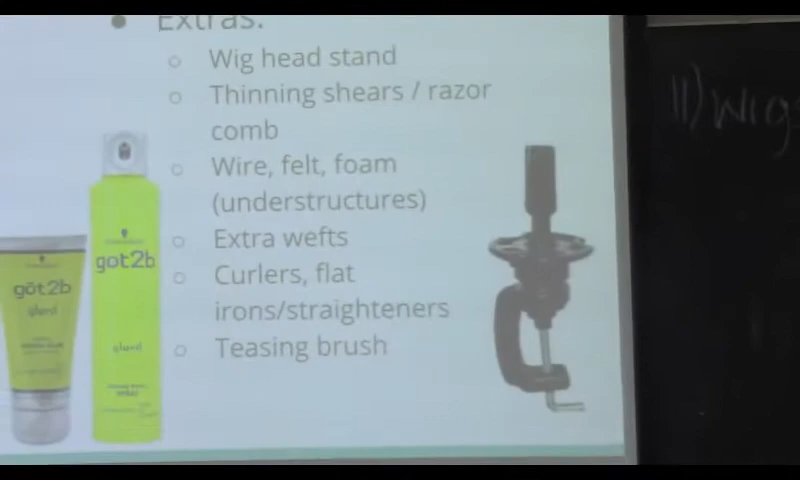 Extras:
Wig head stand
Thinning shears / razor
comb
Wire, felt, foam
(understructures)
Extra wefts
Curlers, flat
irons/straighteners
Teasing brush
göt2b
glued
got2b
glued
11) Wigs